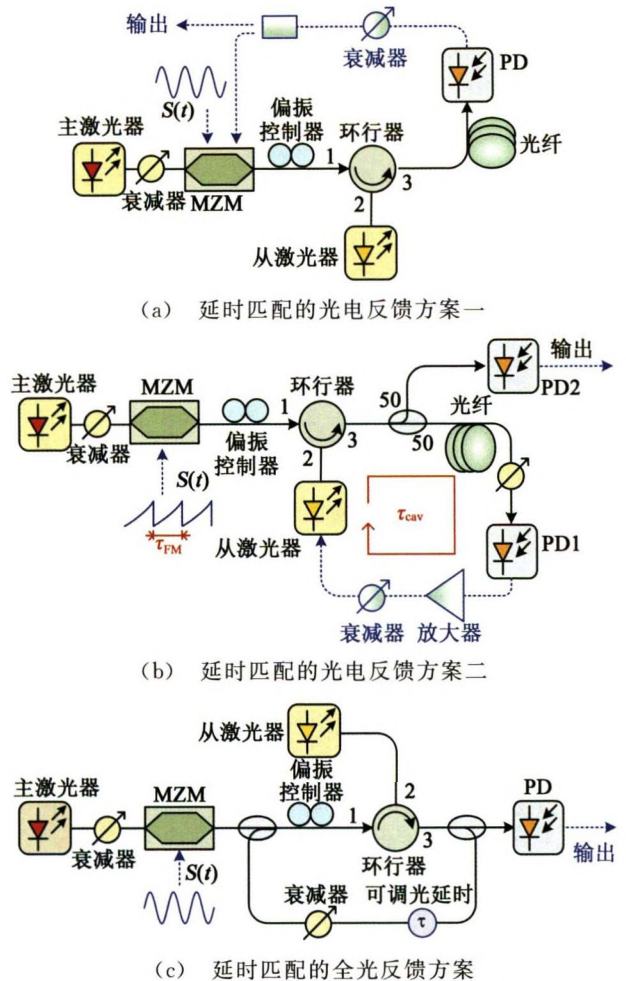 输出
衰减器
PD
S(t)
主激光器
偏振
控制器
环行器
光纤
1
3
2
衰减器
MZM
从激光器
(a) 延时匹配的光电反馈方案一
输出
主激光器
MZM
环行器
50
光纤
PD2
1
3
50
衰减器
偏振
控制器
2
S(t)
τFM
从激光器
τcav
PD1
衰减器
放大器
(b) 延时匹配的光电反馈方案二
从激光器
偏振
控制器
2
主激光器
MZM
1
3
PD
衰减器
环行器
输出
S(t)
衰减器
可调光延时
τ
(c) 延时匹配的全光反馈方案